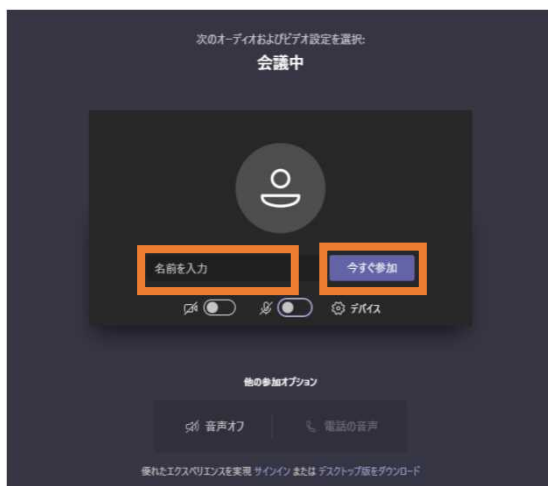 次のオーディオおよびビデオ設定を選択:
会議中
名前を入力
今すぐ参加
デバイス
他の参加オプション
音声オフ
電話の音声
優れたエクスペリエンスを実現 サインイン または デスクトップ版をダウンロード